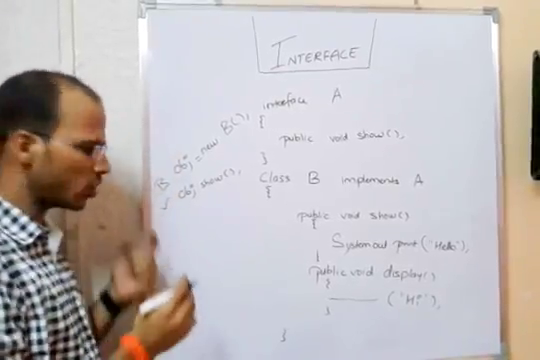 INTERFACE
interface A
{
public void show();
}
B obj = new B();
obj.show();
Class B implements A
{
public void show()
{
System.out.print("Hello");
}
public void display()
{
("Hi");
}
}